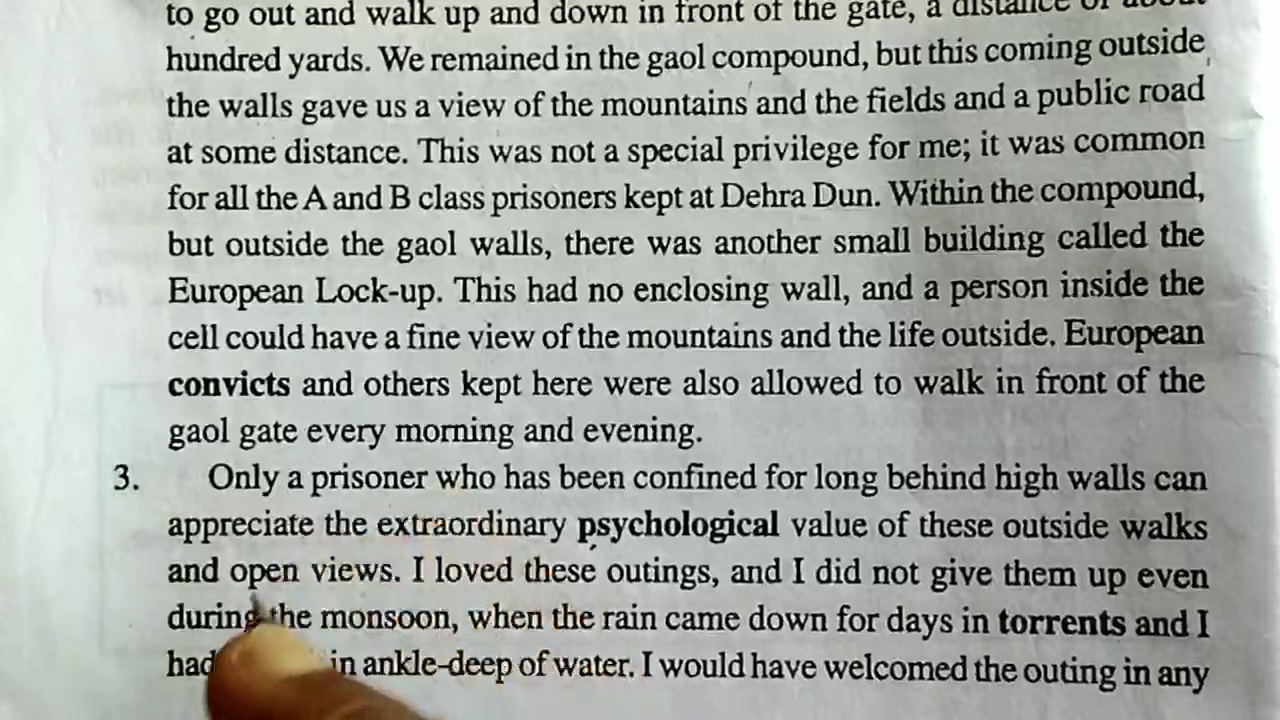 to go out and walk up and down in front of the gate, a distance of about
hundred yards. We remained in the gaol compound, but this coming outside
the walls gave us a view of the mountains and the fields and a public road
at some distance. This was not a special privilege for me; it was common
for all the A and B class prisoners kept at Dehra Dun. Within the compound,
but outside the gaol walls, there was another small building called the
European Lock-up. This had no enclosing wall, and a person inside the
cell could have a fine view of the mountains and the life outside. European
convicts and others kept here were also allowed to walk in front of the
gaol gate every morning and evening.
3. Only a prisoner who has been confined for long behind high walls can
appreciate the extraordinary psychological value of these outside walks
and open views. I loved these outings, and I did not give them up even
during the monsoon, when the rain came down for days in torrents and I
had in ankle-deep of water. I would have welcomed the outing in any